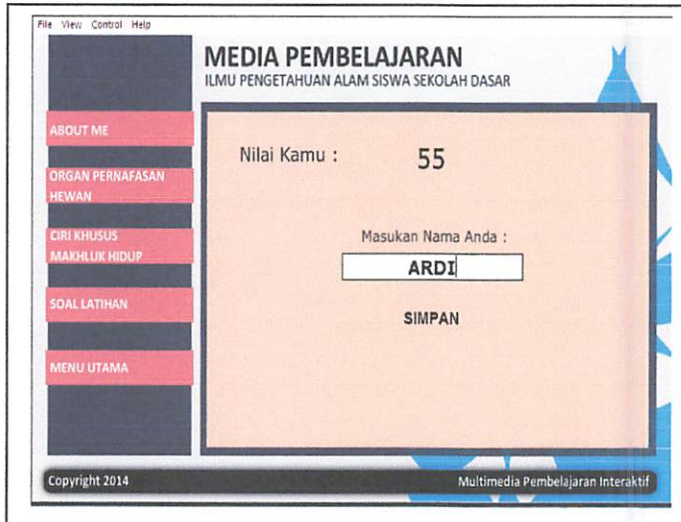 File View Control Help
MEDIA PEMBELAJARAN
ILMU PENGETAHUAN ALAM SISWA SEKOLAH DASAR
ABOUT ME
ORGAN PERNAFASAN
HEWAN
CIRI KHUSUS
MAKHLUK HIDUP
SOAL LATIHAN
MENU UTAMA
Nilai Kamu : 55
Masukan Nama Anda :
ARDI
SIMPAN
Copyright 2014 Multimedia Pembelajaran Interaktif